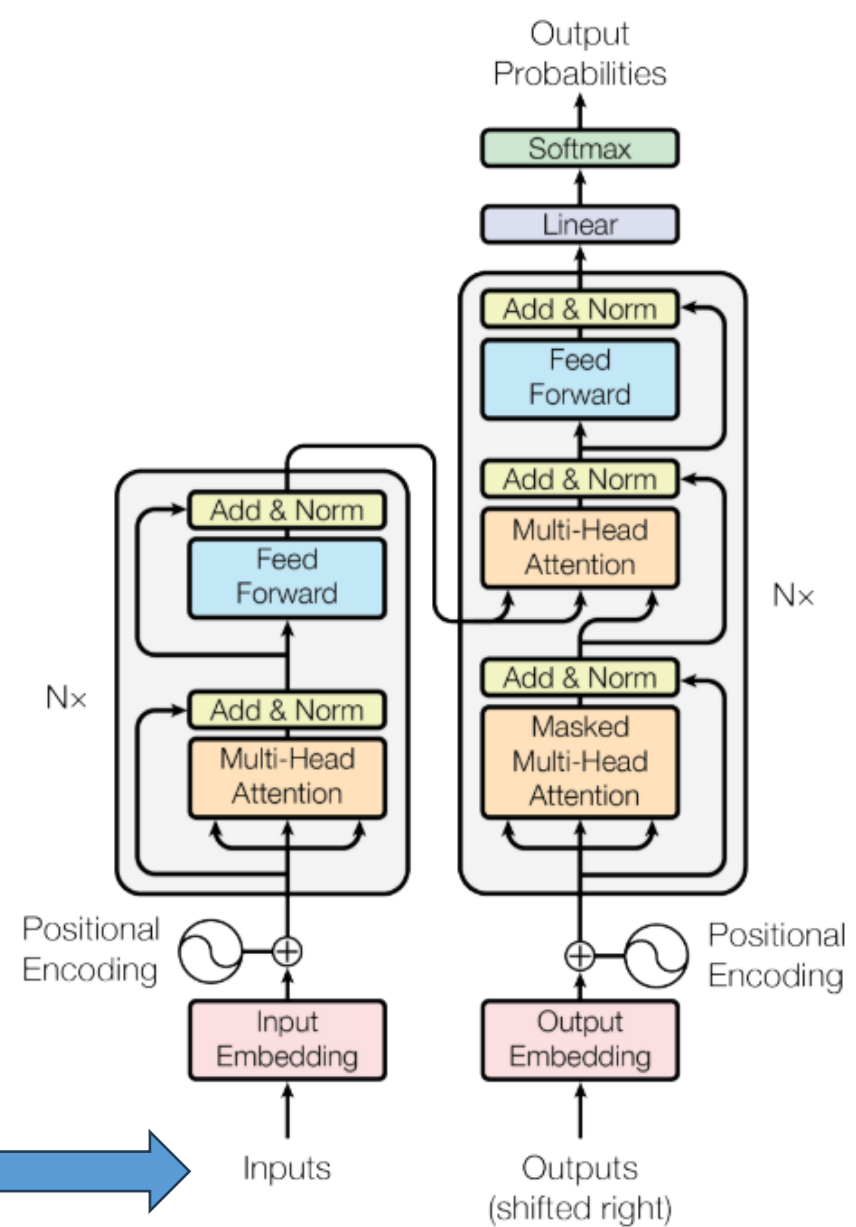 Output
Probabilities
Softmax
Linear
Add & Norm
Feed
Forward
Add & Norm
Multi-Head
Attention
Nx
Add & Norm
Masked
Multi-Head
Attention
Add & Norm
Feed
Forward
Nx
Add & Norm
Multi-Head
Attention
Positional
Encoding
Positional
Encoding
Input
Embedding
Output
Embedding
Inputs
Outputs
(shifted right)